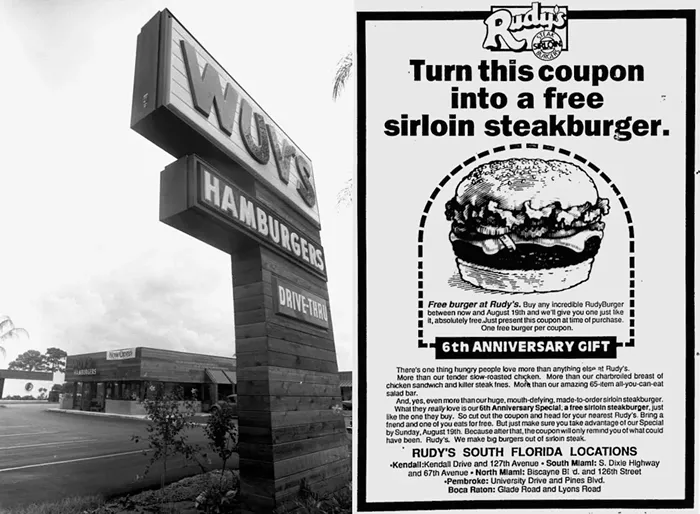 WUV'S
HAMBURGERS
DRIVE-THRU
NOW OPEN
HAMBURGERS
Rudy's
STEAK
SIRLOIN
BURGERS
Turn this coupon
into a free
sirloin steakburger.
Free burger at Rudy's. Buy any incredible RudyBurger
between now and August 19th and we'll give you one just like
it, absolutely free. Just present this coupon at time of purchase.
One free burger per coupon.
6th ANNIVERSARY GIFT
There's one thing hungry people love more than anything else at Rudy's.
More than our tender slow-roasted chicken. More than our charbroiled breast of
chicken sandwich and killer steak fries. More than our amazing 65-item all-you-can-eat
salad bar.
And, yes, even more than our huge, mouth-defying, made-to-order sirloin steakburger.
What they really love is our 6th Anniversary Special, a free sirloin steakburger, just
like the one they buy. So cut out the coupon and head for your nearest Rudy's. Bring a
friend and one of you eats for free. But just make sure you take advantage of our Special
by Sunday, August 19th. Because after that, the coupon will only remind you of what could
have been. Rudy's. We make big burgers out of sirloin steak.
RUDY'S SOUTH FLORIDA LOCATIONS
•Kendall: Kendall Drive and 127th Avenue • South Miami: S. Dixie Highway
and 67th Avenue • North Miami: Biscayne Blvd. and 126th Street
•Pembroke: University Drive and Pines Blvd.
Boca Raton: Glade Road and Lyons Road